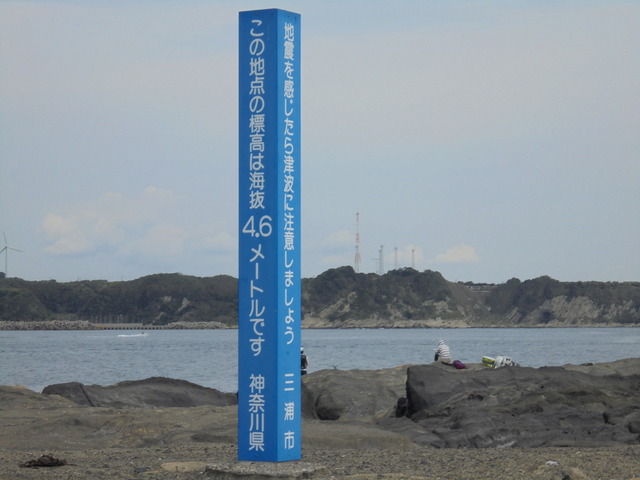 この地点の標高は海抜4.6メートルです 神奈川県
地震を感じたら津波に注意しましょう 三浦市